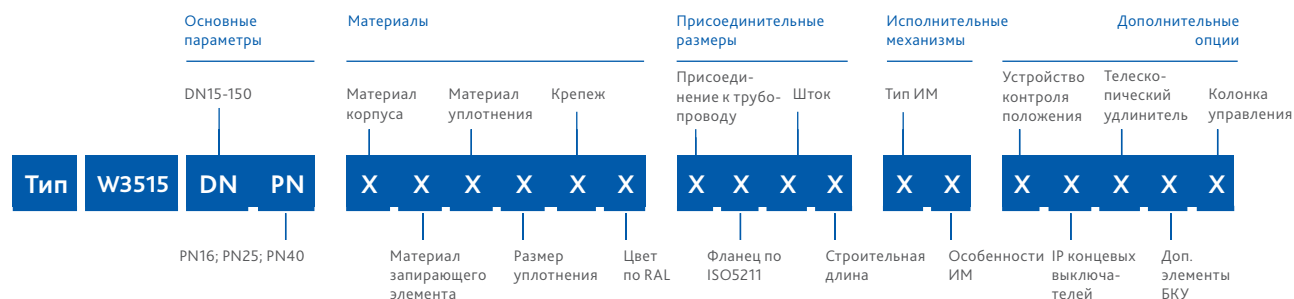 Основные
параметры
Материалы
Присоединительные
размеры
Исполнительные
механизмы
Дополнительные
опции
DN15-150
Материал
корпуса
Материал
уплотнения
Крепеж
Присоеди-
нение к трубо-
проводу
Шток
Тип ИМ
Устройство
контроля
положения
Телеско-
пический
удлинитель
Колонка
управления
Тип W3515 DN PN X X X X X X X X X X X X X X X X X
PN16; PN25; PN40
Материал
запирающего
элемента
Размер
уплотнения
Цвет
по RAL
Фланец по
ISO5211
Строительная
длина
Особенности
ИМ
IP концевых
выключа-
телей
Доп.
элементы
БКУ